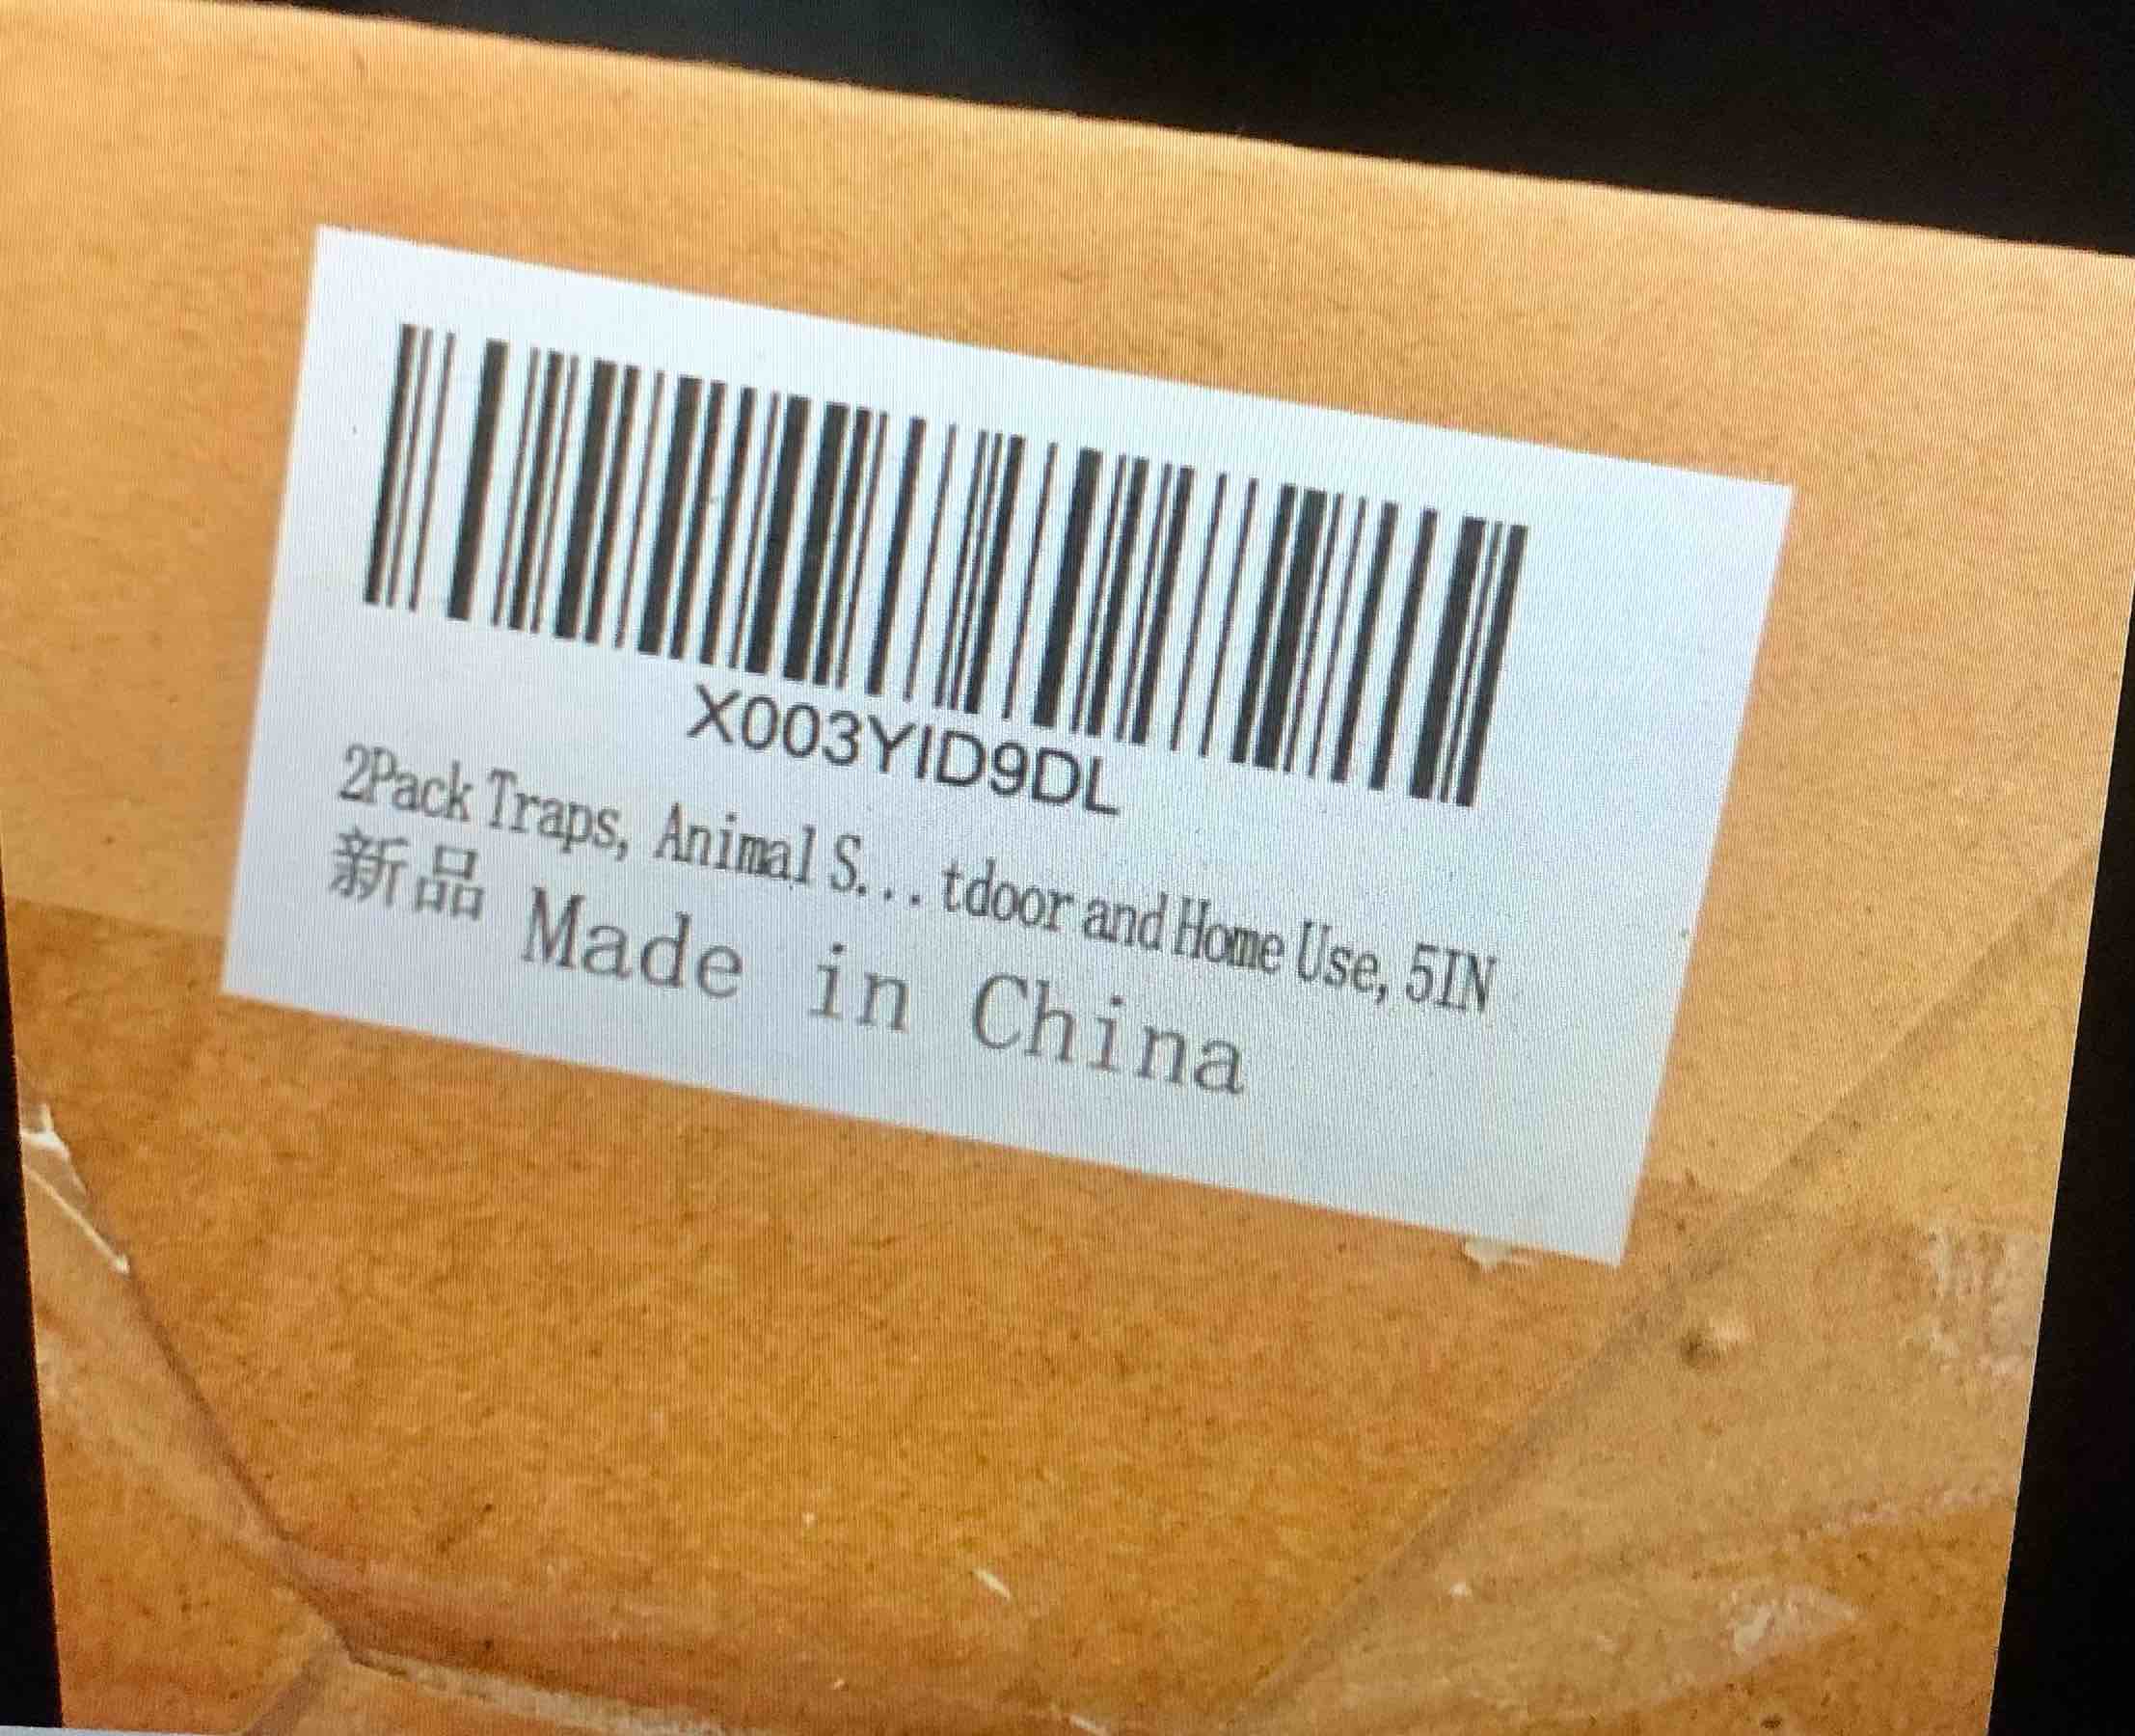 X003YID9DL
2Pack Traps, Animal S...tdoor and Home Use, 5IN
新品 Made in China